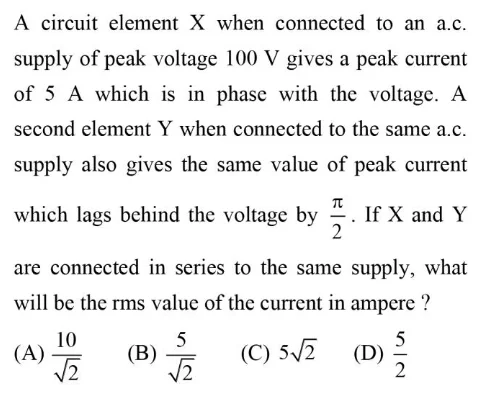 A circuit element X when connected to an a.c.
supply of peak voltage 100 V gives a peak current
of 5 A which is in phase with the voltage. A
second element Y when connected to the same a.c.
supply also gives the same value of peak current
which lags behind the voltage by π/2. If X and Y
are connected in series to the same supply, what
will be the rms value of the current in ampere ?
(A) 10/√2 (B) 5/√2 (C) 5√2 (D) 5/2